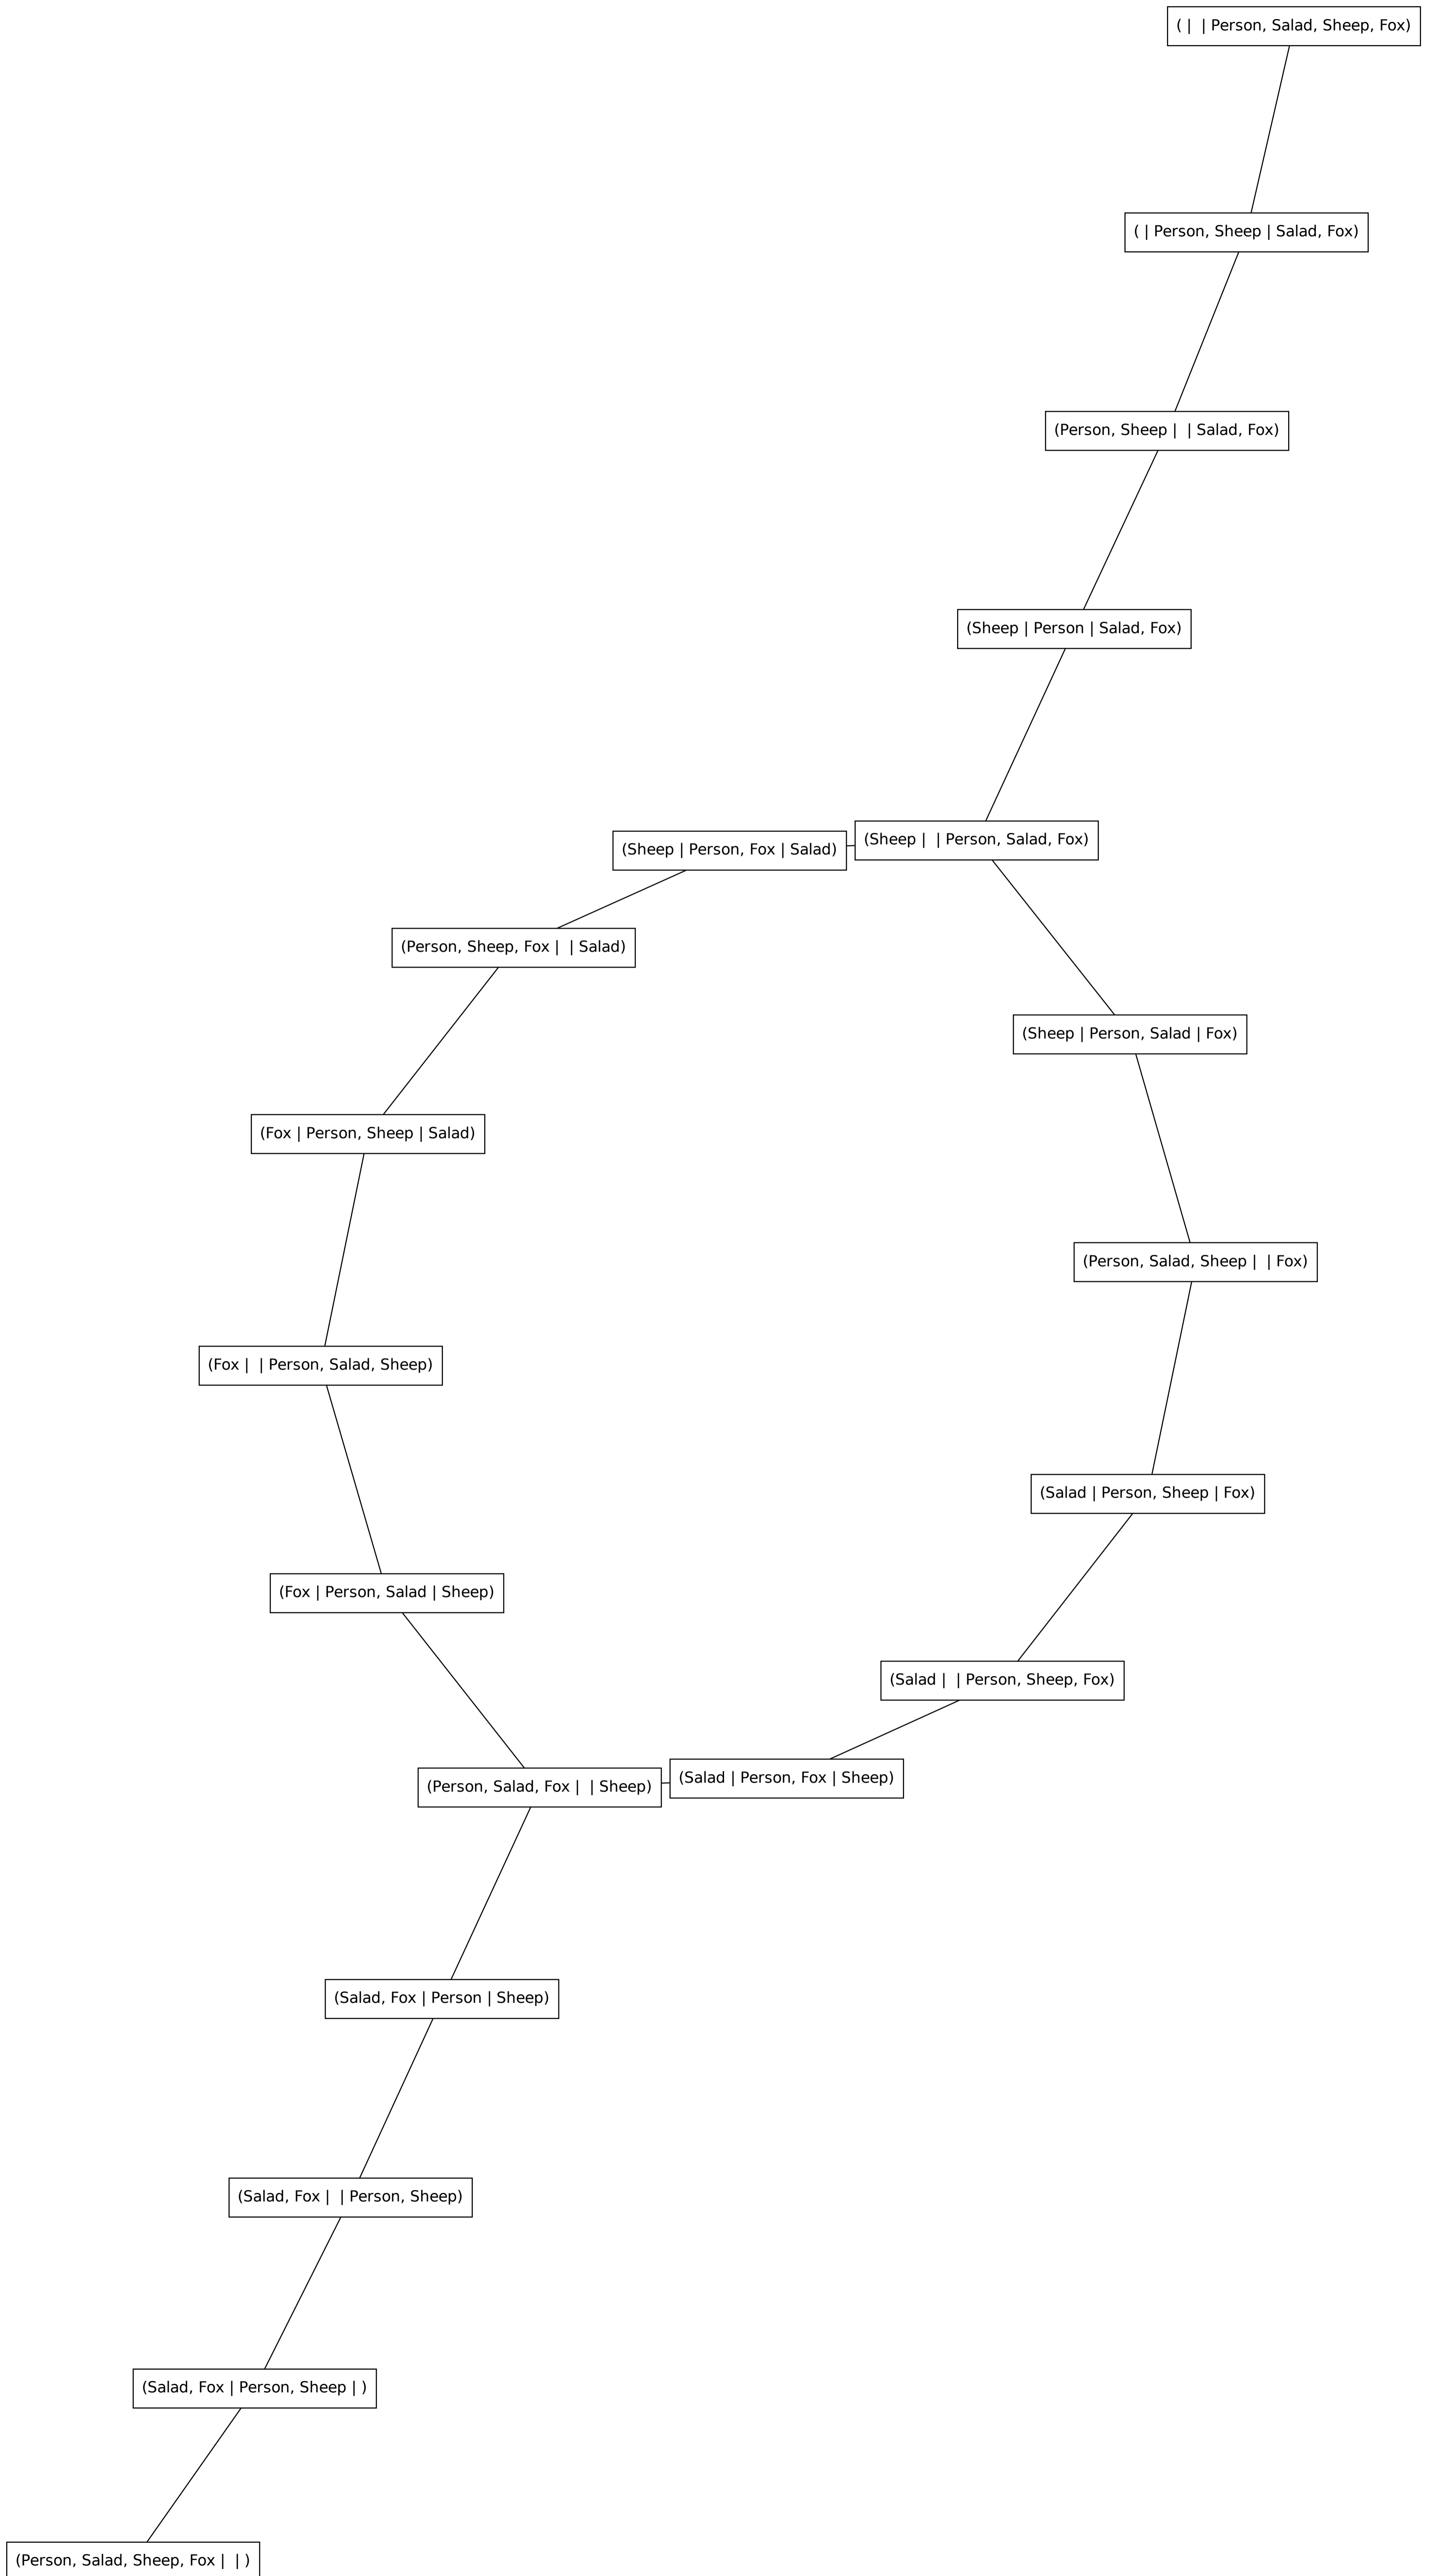 ( |  | Person, Salad, Sheep, Fox)
( | Person, Sheep | Salad, Fox)
(Person, Sheep |  | Salad, Fox)
(Sheep | Person | Salad, Fox)
(Sheep |  | Person, Salad, Fox)
(Sheep | Person, Fox | Salad)
(Person, Sheep, Fox |  | Salad)
(Sheep | Person, Salad | Fox)
(Fox | Person, Sheep | Salad)
(Person, Salad, Sheep |  | Fox)
(Fox |  | Person, Salad, Sheep)
(Salad | Person, Sheep | Fox)
(Fox | Person, Salad | Sheep)
(Salad |  | Person, Sheep, Fox)
(Salad | Person, Fox | Sheep)
(Person, Salad, Fox |  | Sheep)
(Salad, Fox | Person | Sheep)
(Salad, Fox |  | Person, Sheep)
(Salad, Fox | Person, Sheep | )
(Person, Salad, Sheep, Fox |  | )